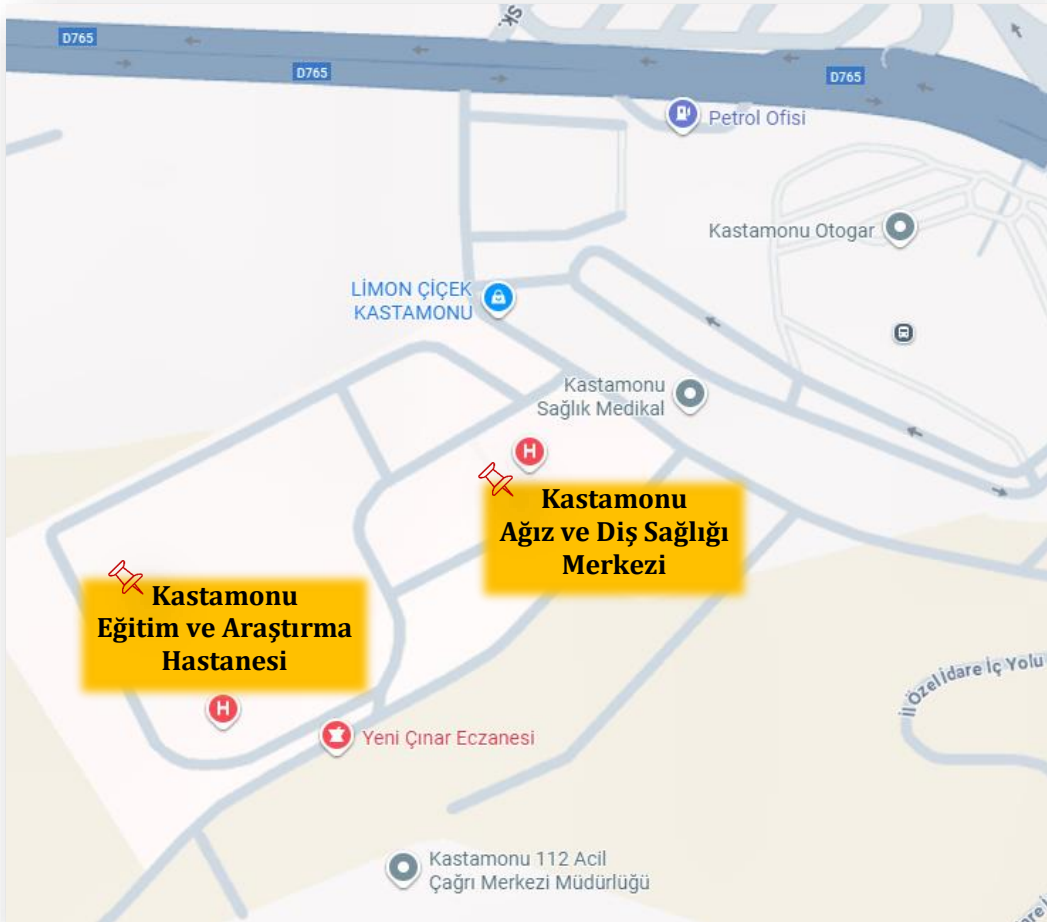 Sk.
D765
D765
D765
Petrol Ofisi
Kastamonu Otogar
LİMON ÇİÇEK
KASTAMONU
Kastamonu
Sağlık Medikal
H
Kastamonu
Ağız ve Diş Sağlığı
Merkezi
Kastamonu
Eğitim ve Araştırma
Hastanesi
H
İl Özel İdare İç Yolu
Yeni Çınar Eczanesi
Kastamonu 112 Acil
Çağrı Merkezi Müdürlüğü